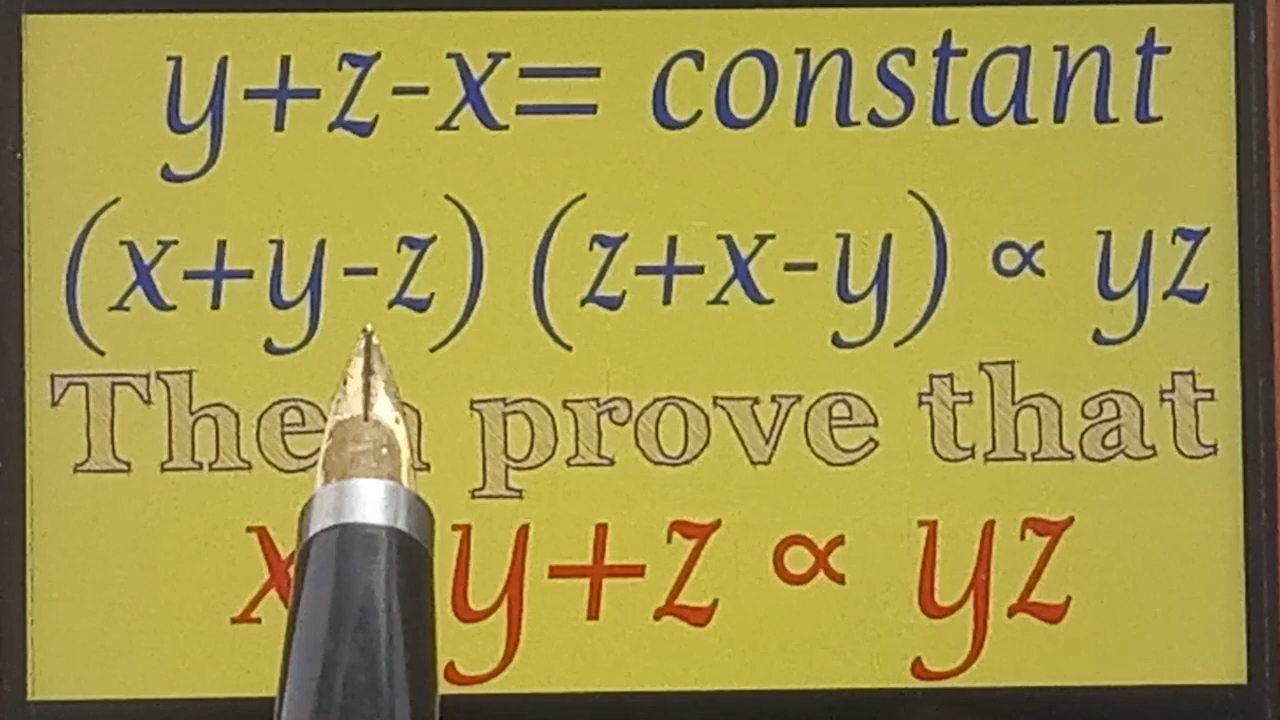 y+z-x= constant
(x+y-z) (z+x-y) ∝ yz
Then prove that
x y+z ∝ yz